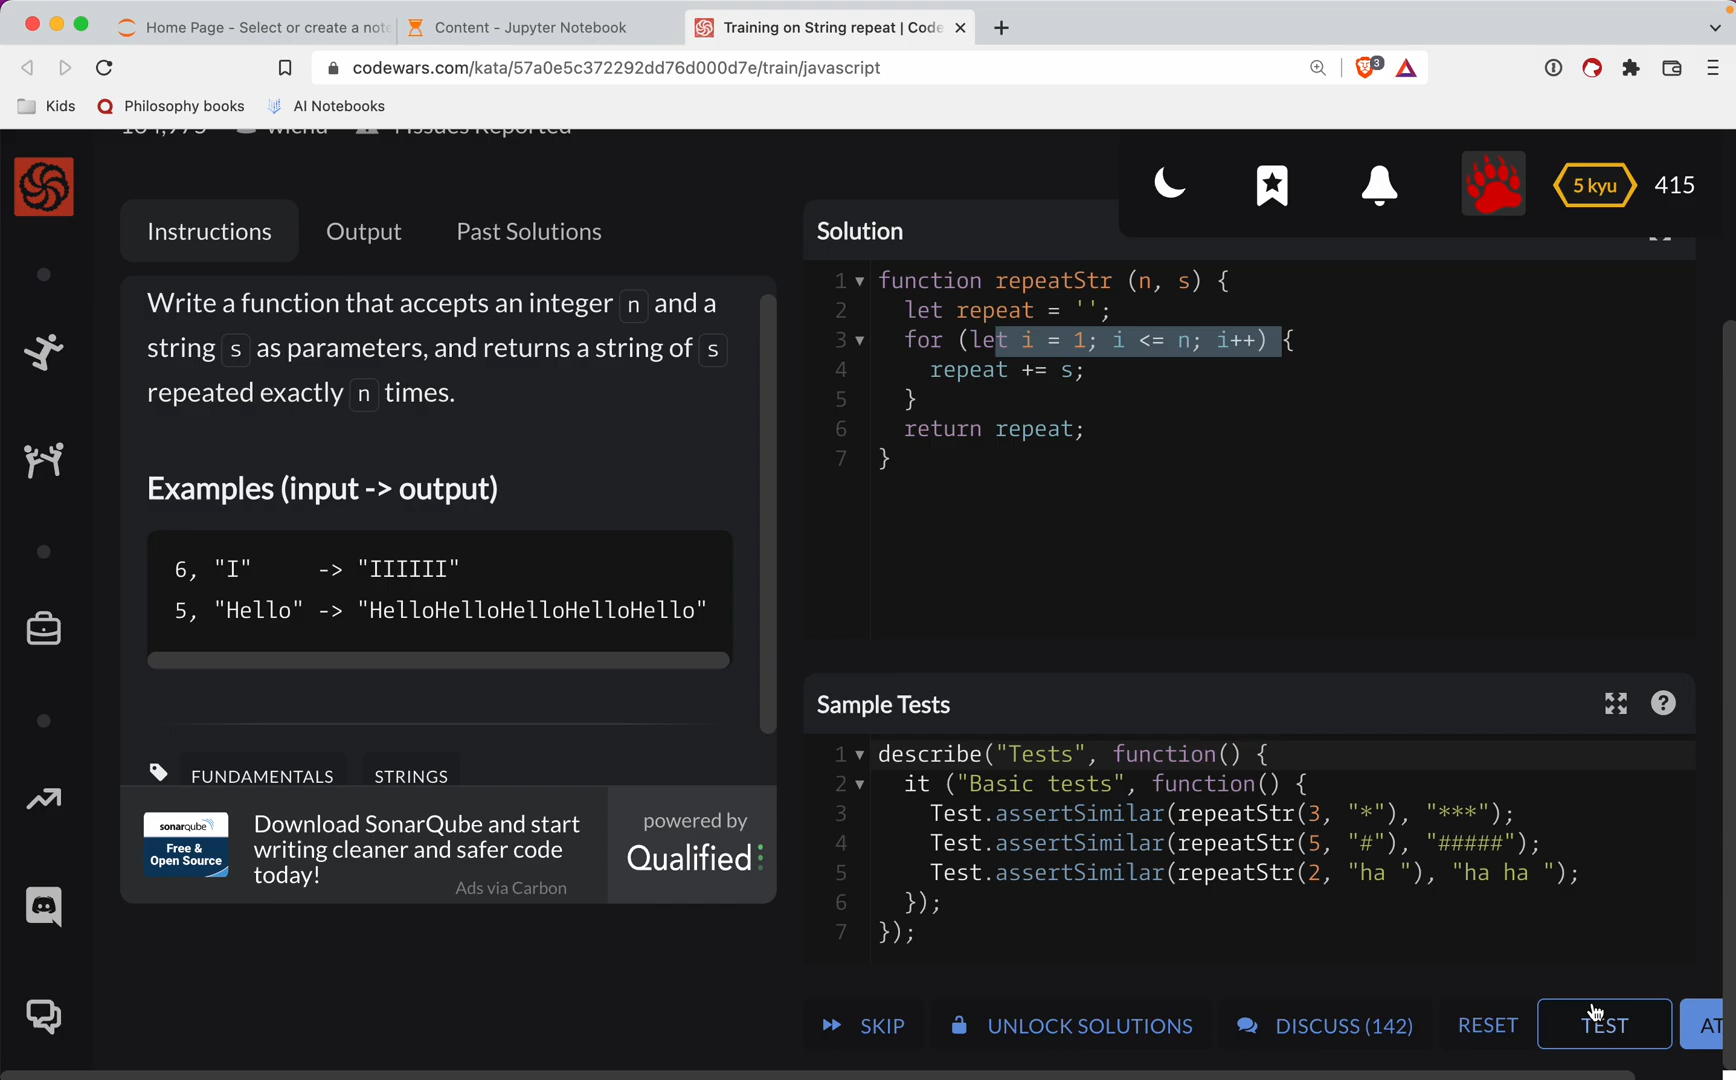 Home Page - Select or create a note
Content - Jupyter Notebook
Training on String repeat | Code
codewars.com/kata/57a0e5c372292dd76d000d7e/train/javascript
3
Kids
Philosophy books
AI Notebooks
5 kyu
415
Instructions
Output
Past Solutions
Write a function that accepts an integer n and a
string s as parameters, and returns a string of s
repeated exactly n times.
Examples (input -> output)
6, "I"     -> "IIIIII"
5, "Hello" -> "HelloHelloHelloHelloHello"
FUNDAMENTALS
STRINGS
sonarqube
Free &
Open Source
Download SonarQube and start
writing cleaner and safer code
today!
Ads via Carbon
powered by
Qualified
Solution
1 function repeatStr (n, s) {
2   let repeat = '';
3   for (let i = 1; i <= n; i++) {
4     repeat += s;
5   }
6   return repeat;
7 }
Sample Tests
1 describe("Tests", function() {
2   it ("Basic tests", function() {
3     Test.assertSimilar(repeatStr(3, "*"), "***");
4     Test.assertSimilar(repeatStr(5, "#"), "#####");
5     Test.assertSimilar(repeatStr(2, "ha "), "ha ha ");
6   });
7 });
SKIP
UNLOCK SOLUTIONS
DISCUSS (142)
RESET
TEST
AT